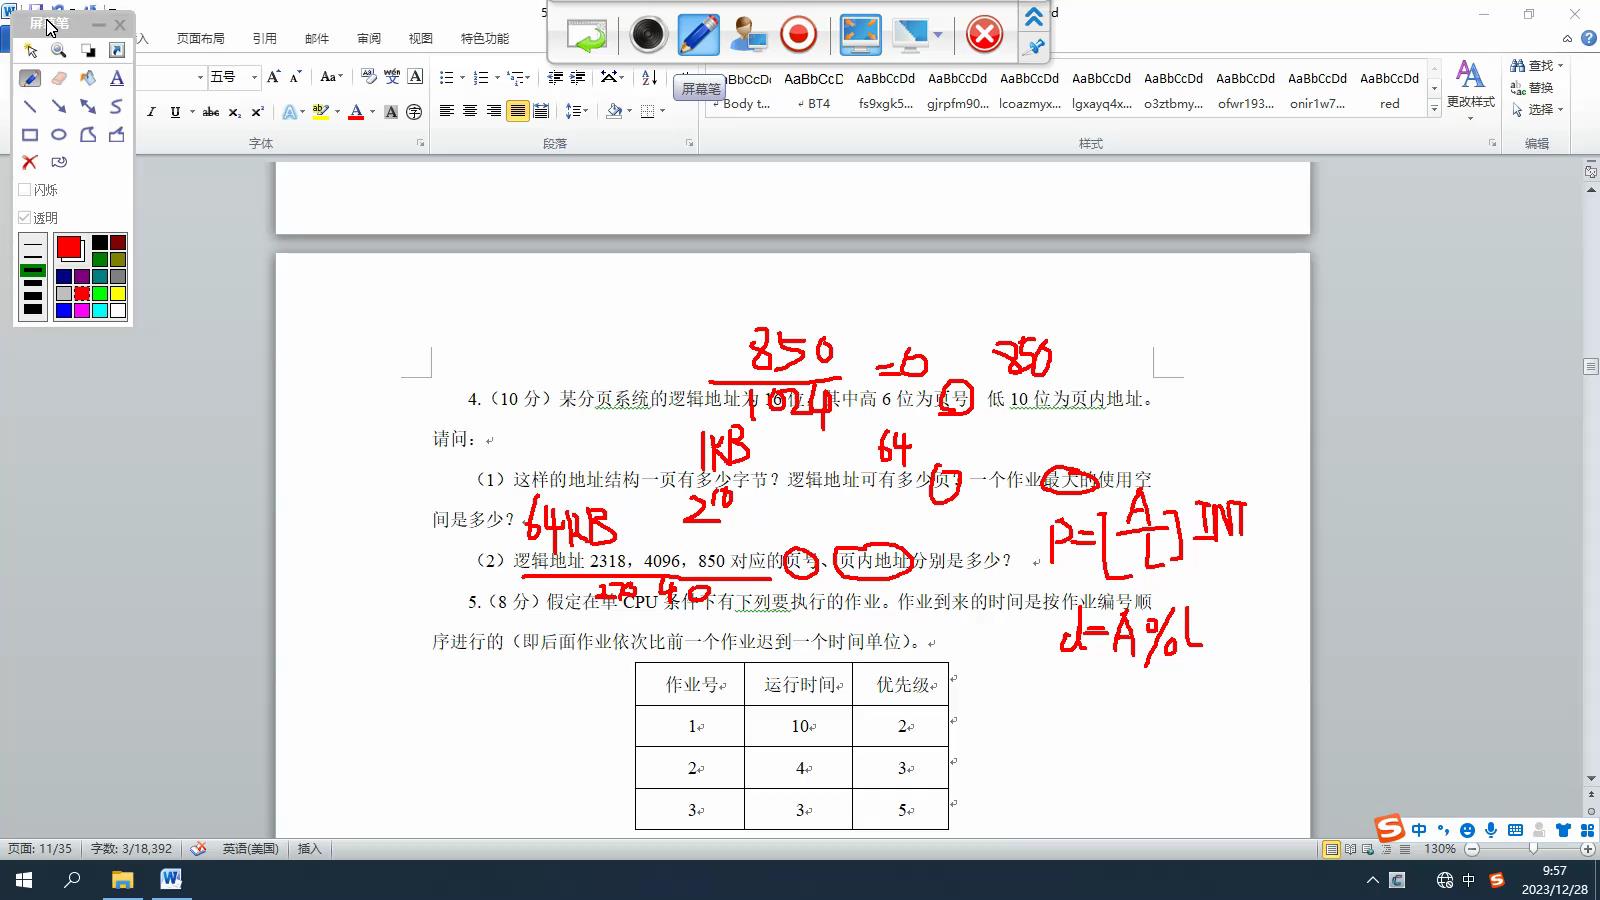 屏幕笔
页面布局 引用 邮件 审阅 视图 特色功能
闪烁
透明
五号
屏幕笔
AaBbCcDc AaBbCcD AaBbCcDd AaBbCcDd AaBbCcDd AaBbCcDd AaBbCcDd AaBbCcDd AaBbCcDd
Body t... BT4 fs9xgk5... gjrpfm90... lcoazmyx... lgxayq4x... o3ztbmy... ofwr193... onir1w7... red
更改样式
查找
替换
选择
字体 段落 样式 编辑
850 =0 850
1024
4.（10 分）某分页系统的逻辑地址为 16 位，其中高 6 位为页号，低 10 位为页内地址。
请问：
1KB 64
（1）这样的地址结构一页有多少字节？逻辑地址可有多少页？一个作业最大的使用空
间是多少？
64KB 2^10
P=[A/L] INT
（2）逻辑地址 2318，4096，850 对应的页号、页内地址分别是多少？
270 4 0
5.（8 分）假定在单 CPU 条件下有下列要执行的作业。作业到来的时间是按作业编号顺
d=A%L
序进行的（即后面作业依次比前一个作业迟到一个时间单位）。
作业号 运行时间 优先级
1 10 2
2 4 3
3 3 5
中
页面: 11/35 字数: 3/18,392 英语(美国) 插入 130%
中
9:57
2023/12/28